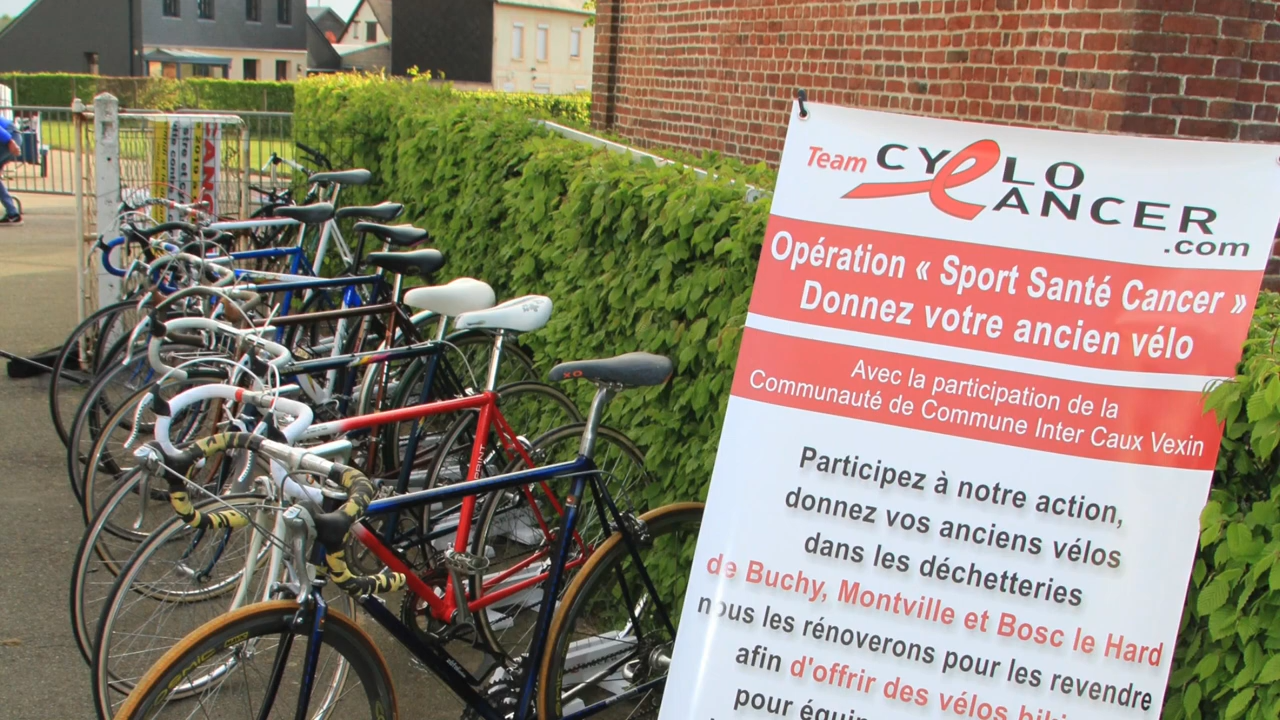 Team CYCLO
CANCER
.com
Opération « Sport Santé Cancer »
Donnez votre ancien vélo
Avec la participation de la
Communauté de Commune Inter Caux Vexin
Participez à notre action,
donnez vos anciens vélos
dans les déchetteries
de Buchy, Montville et Bosc le Hard
nous les rénoverons pour les revendre
afin d'offrir des vélos
pour